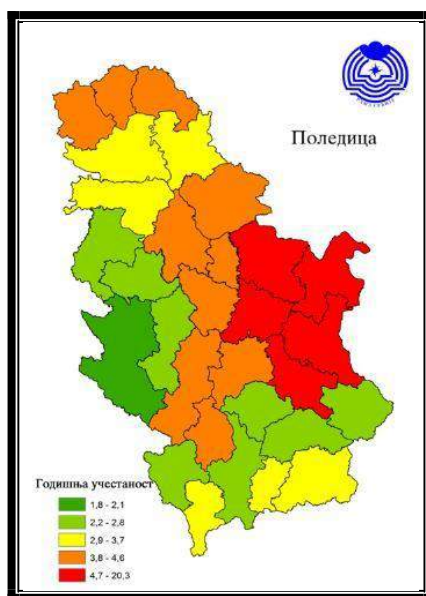 Поледица
Годишња учестаност
1,8 - 2,1
2,2 - 2,8
2,9 - 3,7
3,8 - 4,6
4,7 - 20,3